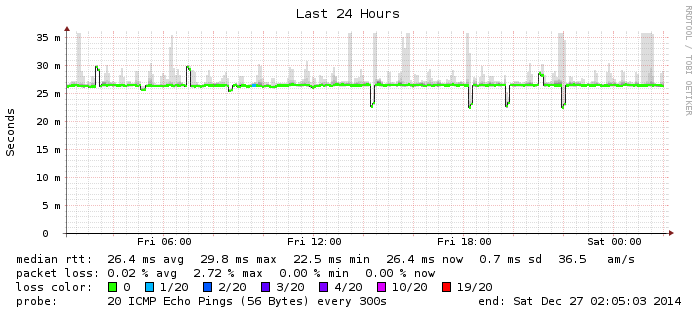 Last 24 Hours
RRDTOOL / TOBI OETIKER
Seconds
35 m
30 m
25 m
20 m
15 m
10 m
5 m
0
Fri 06:00 Fri 12:00 Fri 18:00 Sat 00:00
median rtt: 26.4 ms avg 29.8 ms max 22.5 ms min 26.4 ms now 0.7 ms sd 36.5 am/s
packet loss: 0.02 % avg 2.72 % max 0.00 % min 0.00 % now
loss color: 0 1/20 2/20 3/20 4/20 10/20 19/20
probe: 20 ICMP Echo Pings (56 Bytes) every 300s end: Sat Dec 27 02:05:03 2014